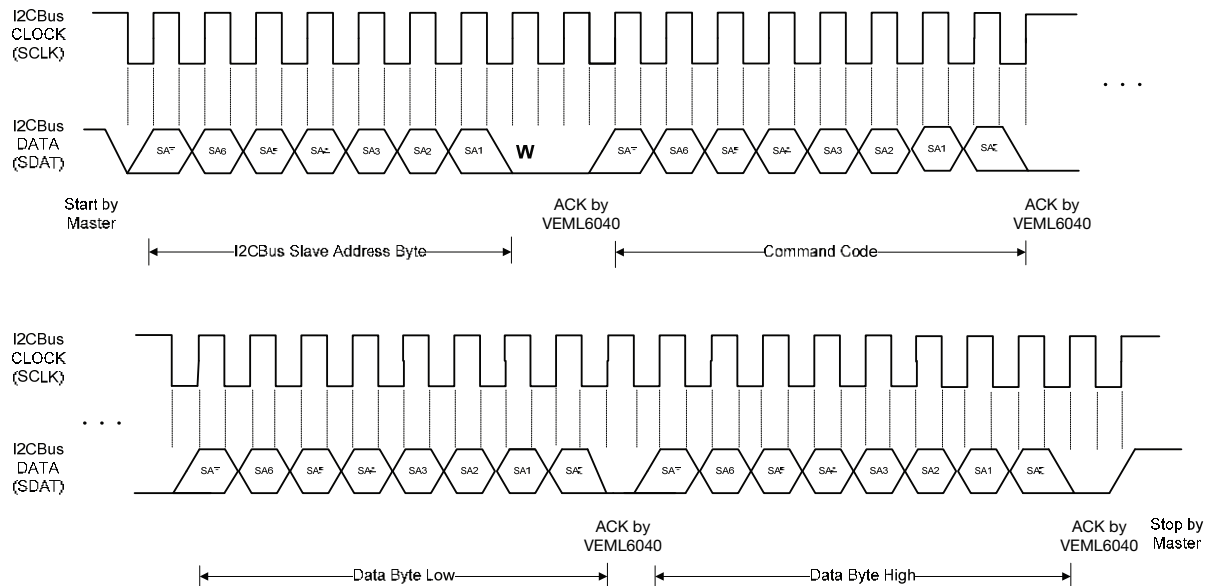 I2CBus
CLOCK
(SCLK)
. . .
I2CBus
DATA
(SDAT)
SA6 SA3 SA2 SA1 W SA6 SA3 SA2 SA1
Start by
Master
ACK by
VEML6040
ACK by
VEML6040
I2CBus Slave Address Byte
Command Code
I2CBus
CLOCK
(SCLK)
. . .
I2CBus
DATA
(SDAT)
SA6 SA3 SA2 SA1 SA6 SA3 SA2 SA1
ACK by
VEML6040
ACK by
VEML6040
Stop by
Master
Data Byte Low
Data Byte High